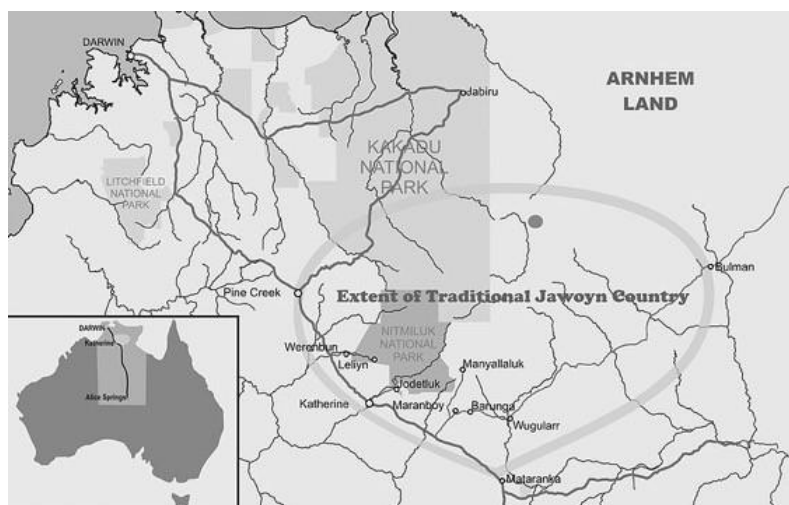 DARWIN
ARNHEM
LAND
Jabiru
KAKADU
NATIONAL
PARK
LITCHFIELD
NATIONAL
PARK
Bulman
Pine Creek
Extent of Traditional Jawoyn Country
NITMILUK
NATIONAL
PARK
Werenbun
Leliyn
Manyallaluk
Jodetluk
Katherine
Maranboy
Barunga
Wugularr
Mataranka
DARWIN
Katherine
Alice Springs